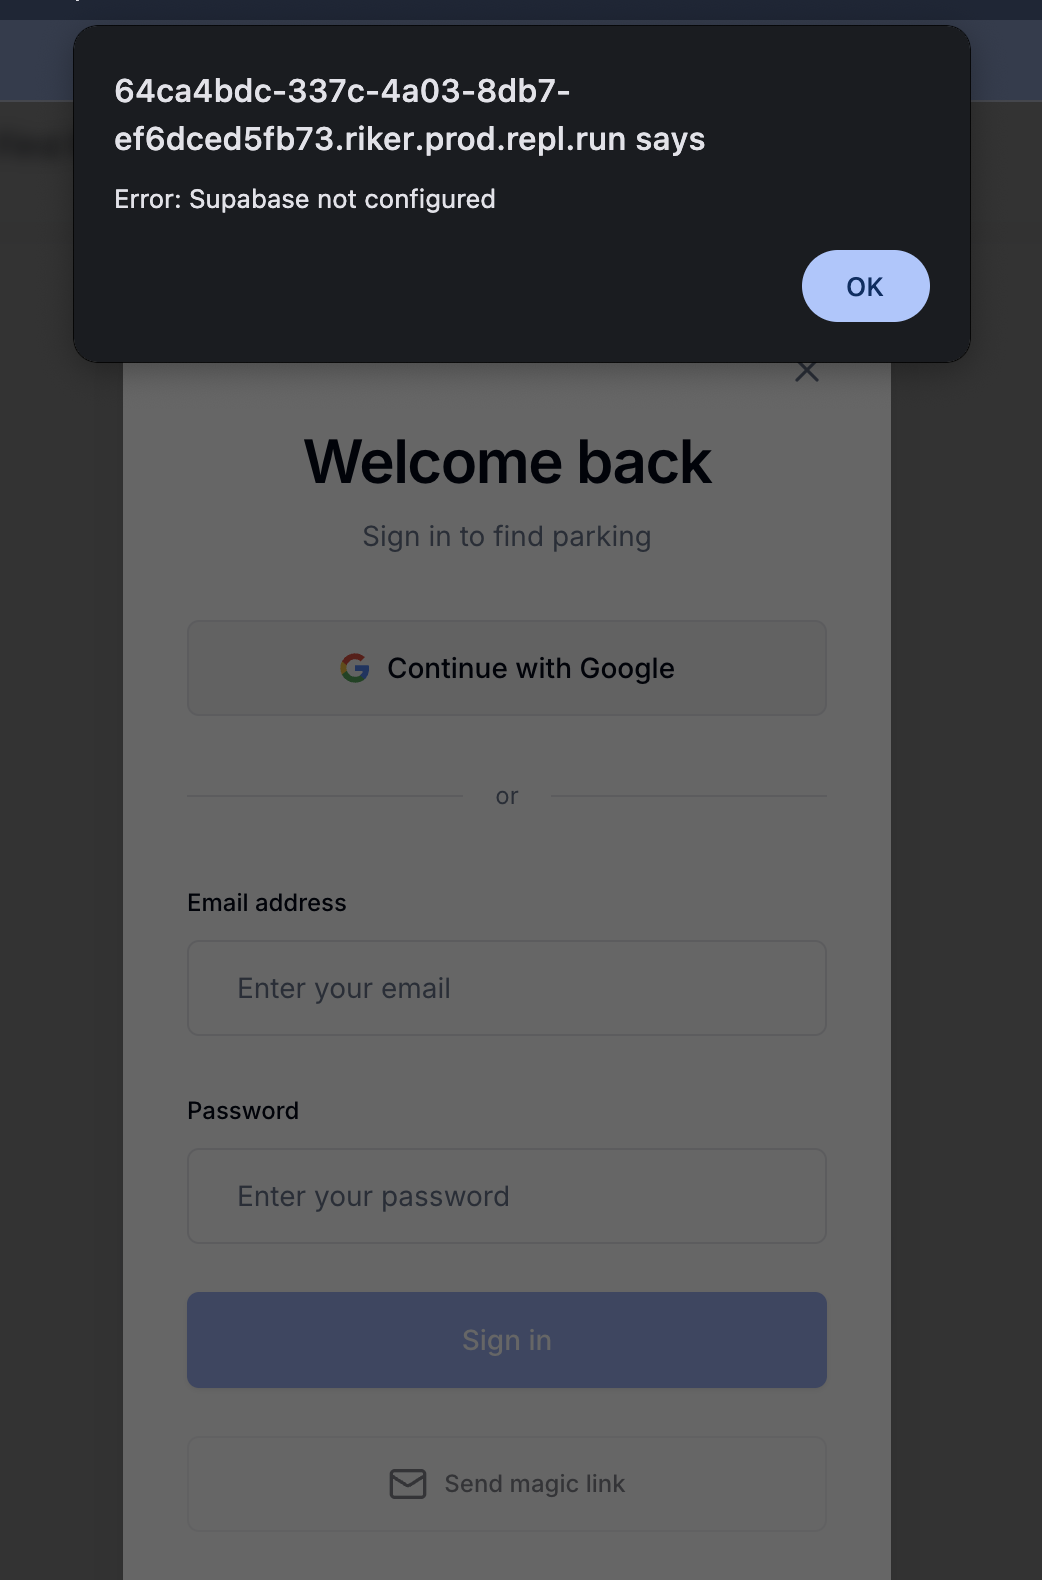 64ca4bdc-337c-4a03-8db7-
ef6dced5fb73.riker.prod.repl.run says
Error: Supabase not configured
OK
Welcome back
Sign in to find parking
Continue with Google
or
Email address
Enter your email
Password
Enter your password
Sign in
Send magic link